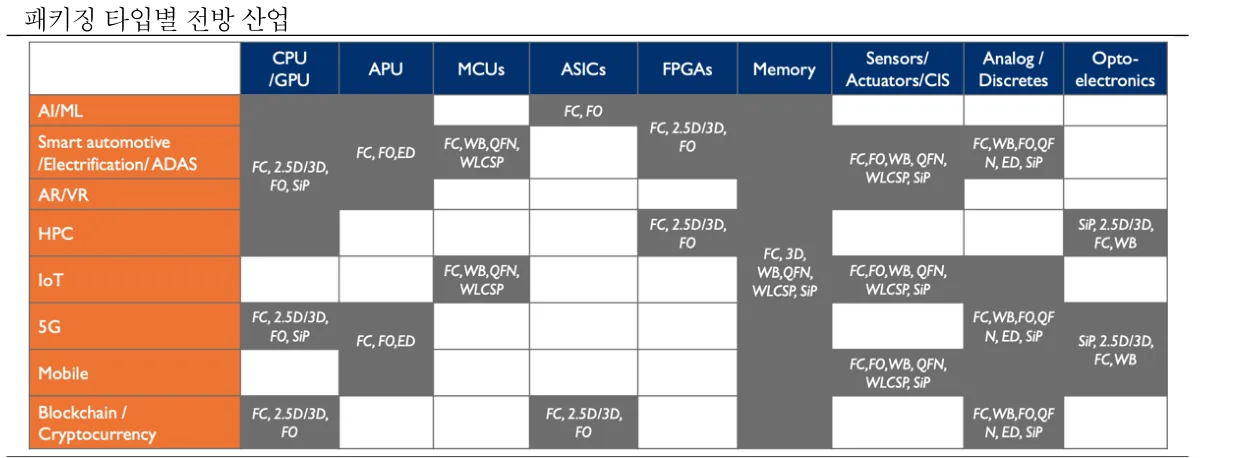 패키징 타입별 전방 산업
CPU
/GPU
APU
MCUs
ASICs
FPGAs
Memory
Sensors/
Actuators/CIS
Analog /
Discretes
Opto-
electronics
AI/ML
FC, FO
Smart automotive
/Electrification/ ADAS
FC, 2.5D/3D,
FO, SiP
FC, FO,ED
FC,WB,QFN,
WLCSP
FC, 2.5D/3D,
FO
FC,FO,WB, QFN,
WLCSP, SiP
FC,WB,FO,QF
N, ED, SiP
AR/VR
HPC
FC, 2.5D/3D,
FO
SiP, 2.5D/3D,
FC,WB
FC, 3D,
WB,QFN,
WLCSP, SiP
IoT
FC,WB,QFN,
WLCSP
FC,FO,WB, QFN,
WLCSP, SiP
5G
FC, 2.5D/3D,
FO, SiP
FC, FO,ED
FC,WB,FO,QF
N, ED, SiP
SiP, 2.5D/3D,
FC,WB
Mobile
FC,FO,WB, QFN,
WLCSP, SiP
Blockchain /
Cryptocurrency
FC, 2.5D/3D,
FO
FC, 2.5D/3D,
FO
FC,WB,FO,QF
N, ED, SiP